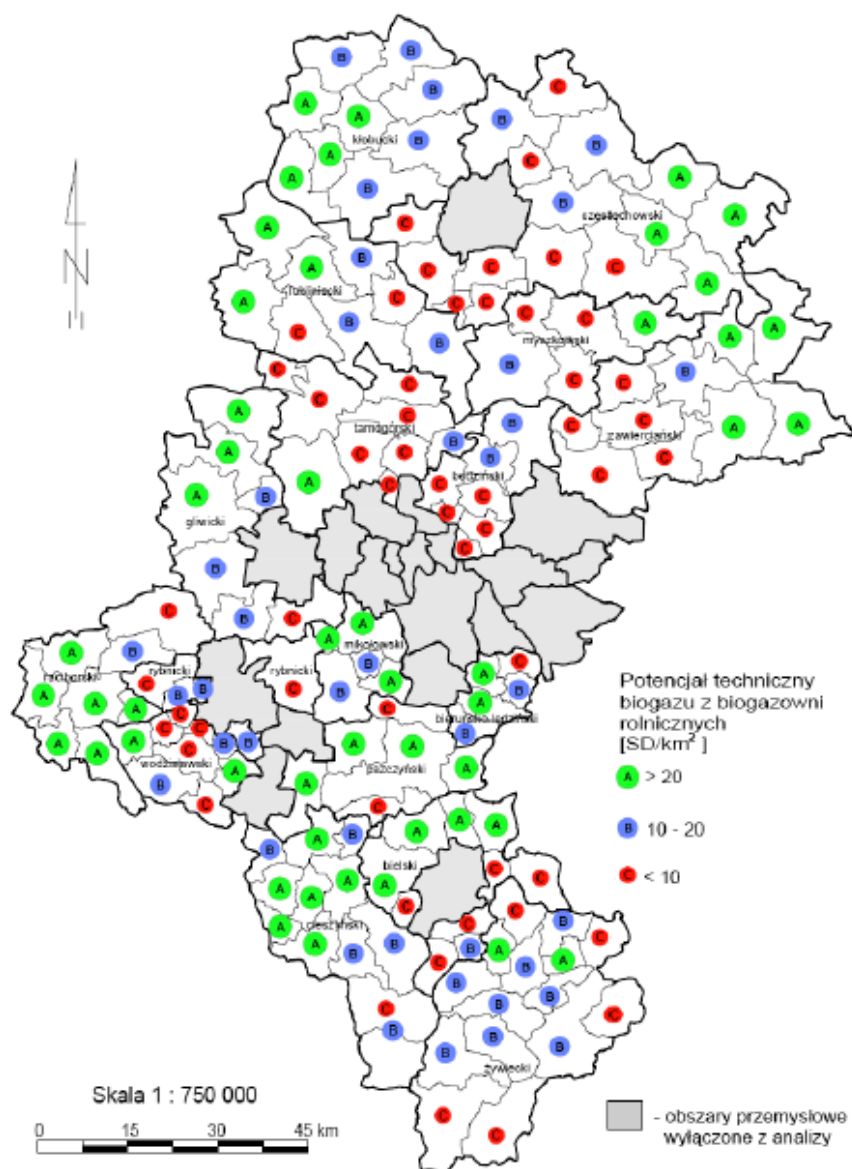 kłobucki
częstochowski
lubliniecki
myszkowski
tarnogórski
zawierciański
będziński
gliwicki
mikołowski
raciborski
rybnicki
rybnicki
bieruńsko-lędziński
wodzisławski
pszczyński
bielski
cieszyński
żywiecki
N
Potencjał techniczny
biogazu z biogazowni
rolniczych
[SD/km²]
A > 20
B 10 - 20
C < 10
Skala 1 : 750 000
0 15 30 45 km
- obszary przemysłowe
wyłączone z analizy